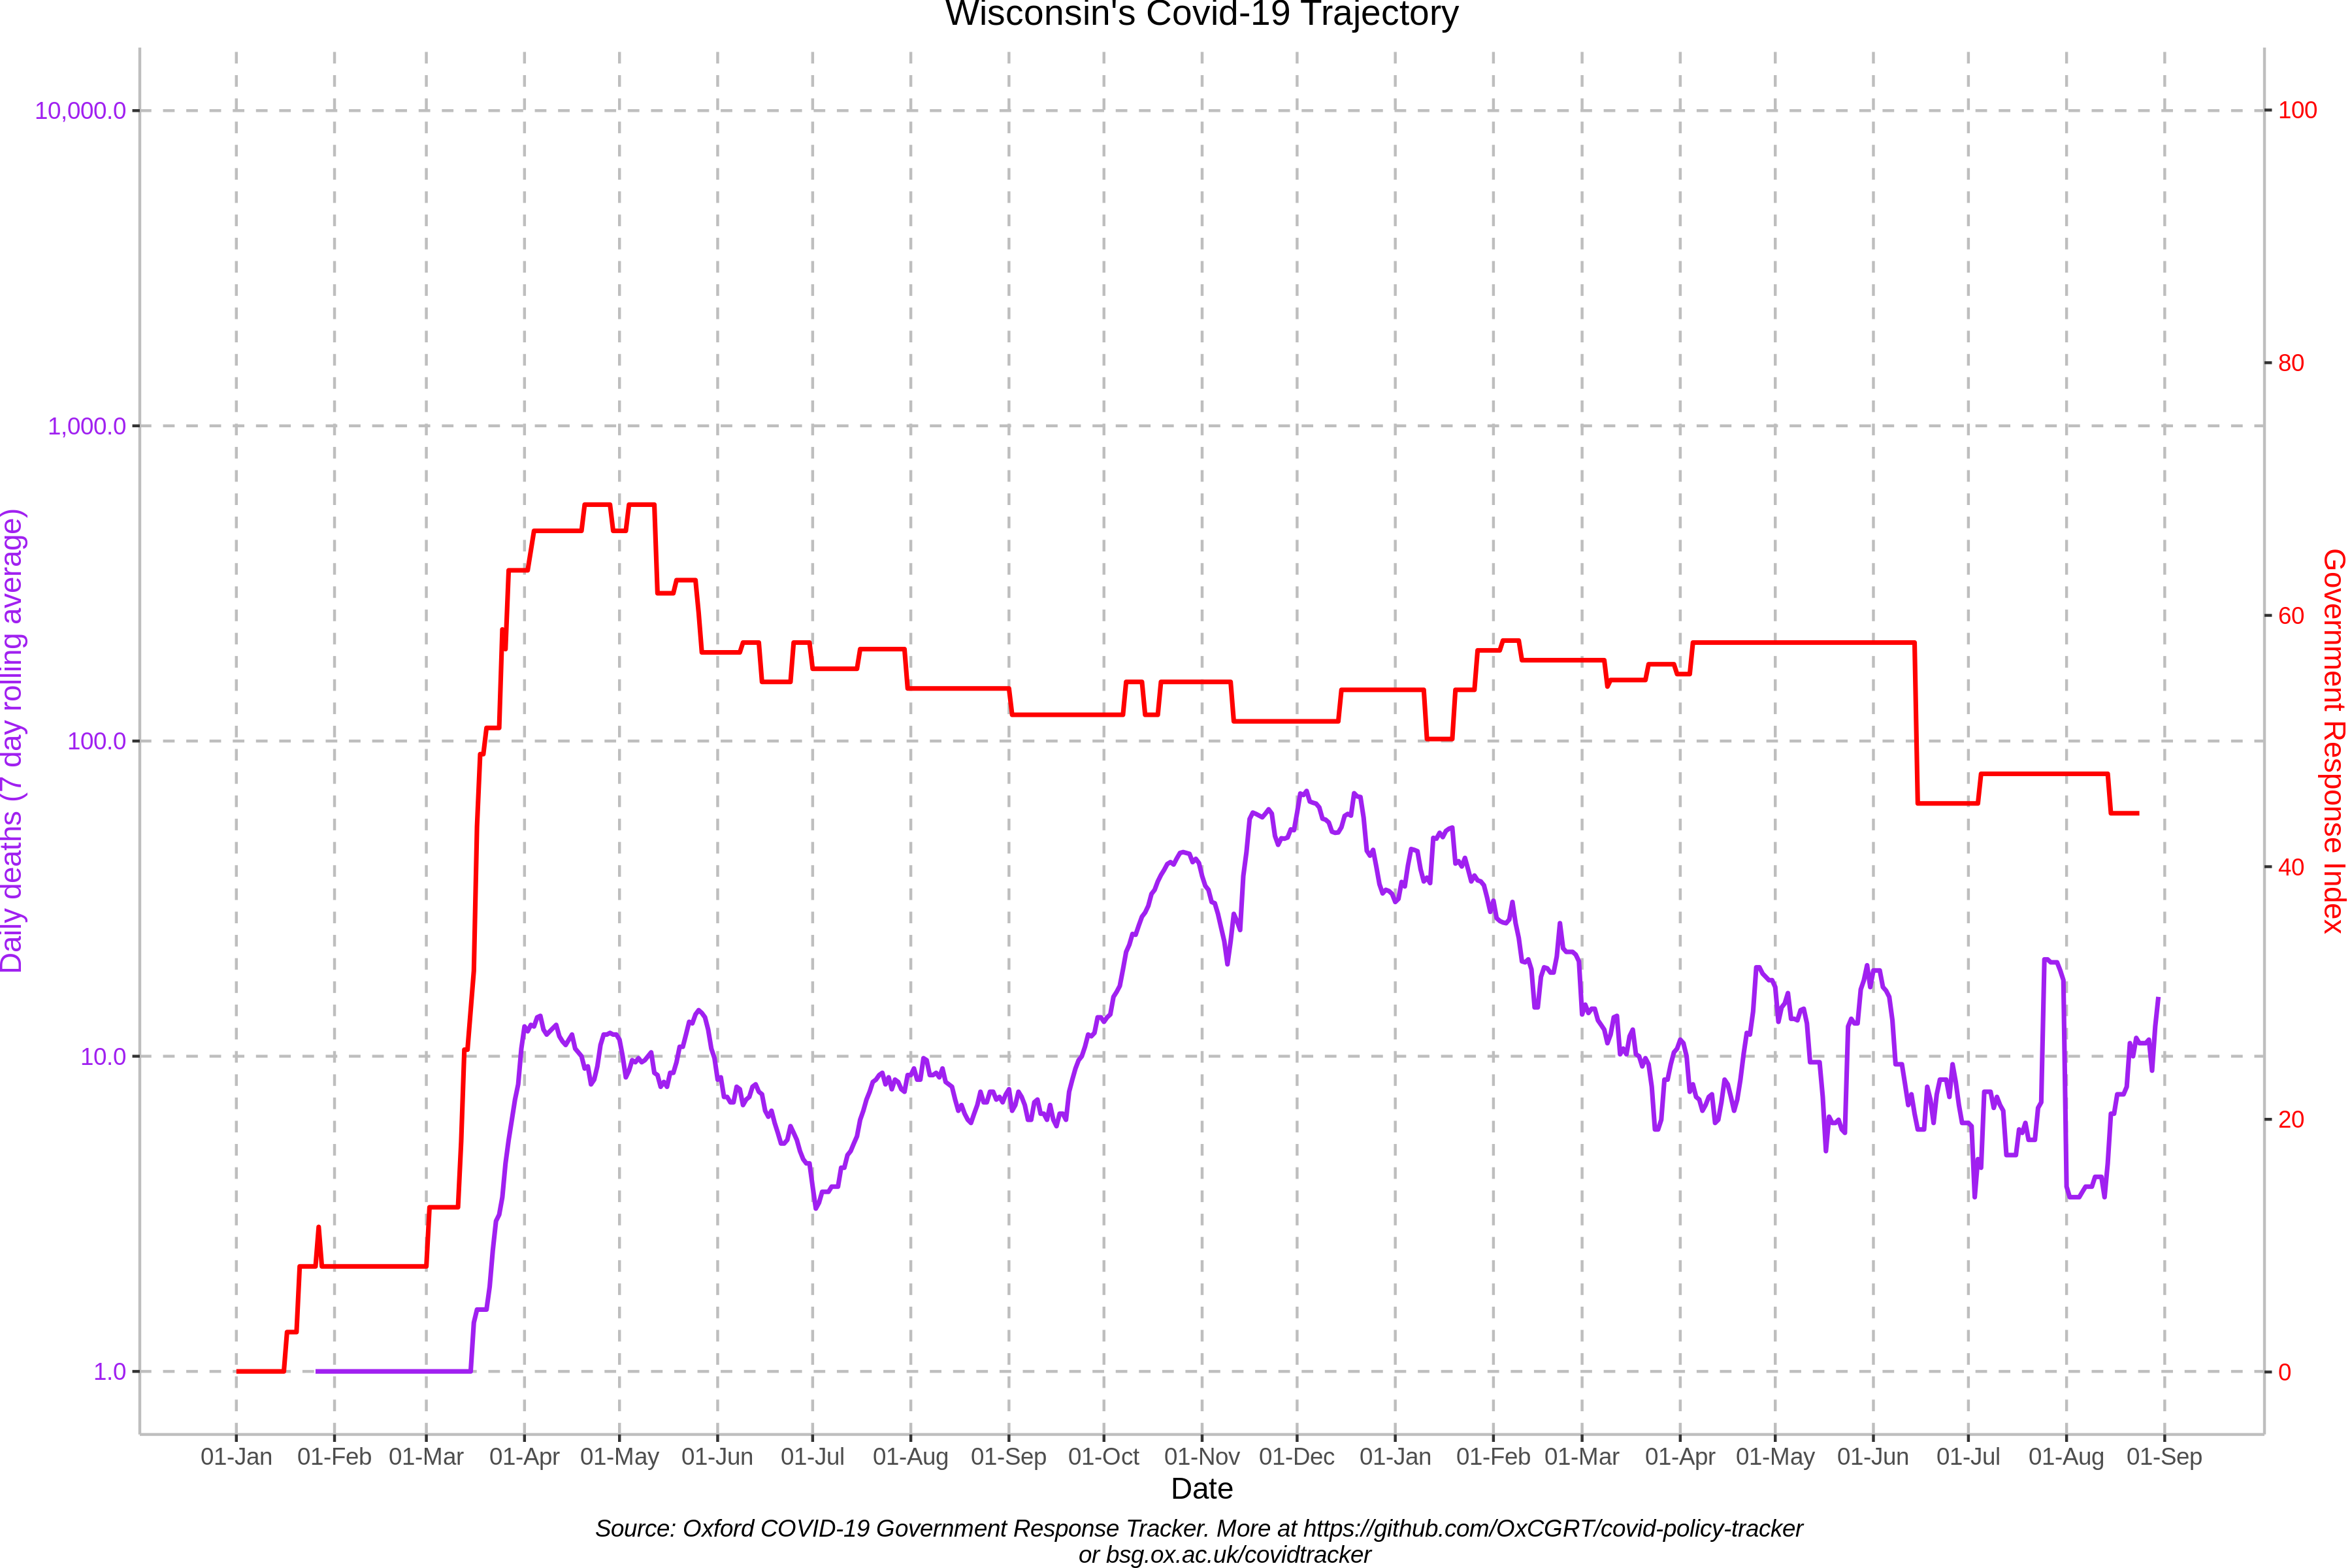 Wisconsin's Covid-19 Trajectory
10,000.0
1,000.0
100.0
10.0
1.0
Daily deaths (7 day rolling average)
100
80
60
40
20
0
Government Response Index
01-Jan 01-Feb 01-Mar 01-Apr 01-May 01-Jun 01-Jul 01-Aug 01-Sep 01-Oct 01-Nov 01-Dec 01-Jan 01-Feb 01-Mar 01-Apr 01-May 01-Jun 01-Jul 01-Aug 01-Sep
Date
Source: Oxford COVID-19 Government Response Tracker. More at https://github.com/OxCGRT/covid-policy-tracker
or bsg.ox.ac.uk/covidtracker